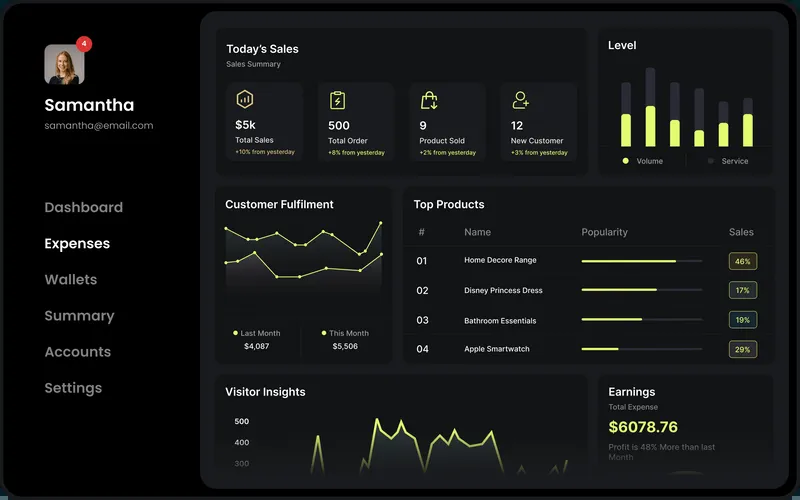 4
Samantha
samantha@email.com
Dashboard
Expenses
Wallets
Summary
Accounts
Settings
Today's Sales
Sales Summary
$5k
Total Sales
+10% from yesterday
500
Total Order
+8% from yesterday
9
Product Sold
+2% from yesterday
12
New Customer
+3% from yesterday
Level
Volume
Service
Customer Fulfilment
Last Month
$4,087
This Month
$5,506
Top Products
# Name Popularity Sales
01 Home Decore Range 46%
02 Disney Princess Dress 17%
03 Bathroom Essentials 19%
04 Apple Smartwatch 29%
Visitor Insights
500
400
300
Earnings
Total Expense
$6078.76
Profit is 48% More than last
Month